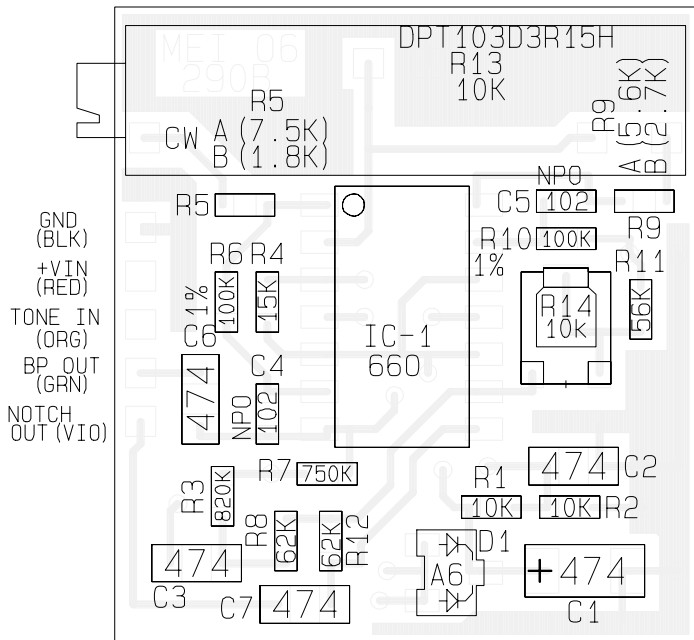 MEI 06
290B
DPT103D3R15H
R13
10K
R5
CW A (7.5K)
B (1.8K)
R9
A (5.6K)
B (2.7K)
R5
NPO
C5 102
R9
GND
(BLK)
R10 100K
1%
+VIN
(RED)
R6
100K
1%
R4
15K
R11
56K
R14
10k
TONE IN
(ORG)
C6
474
IC-1
660
BP OUT
(GRN)
C4
102
NPO
NOTCH
OUT (VIO)
R7 750K
474 C2
R3
820K
R1
10K
10K R2
R8
62K
62K
R12
D1
A6
474
C3
C7 474
+ 474
C1